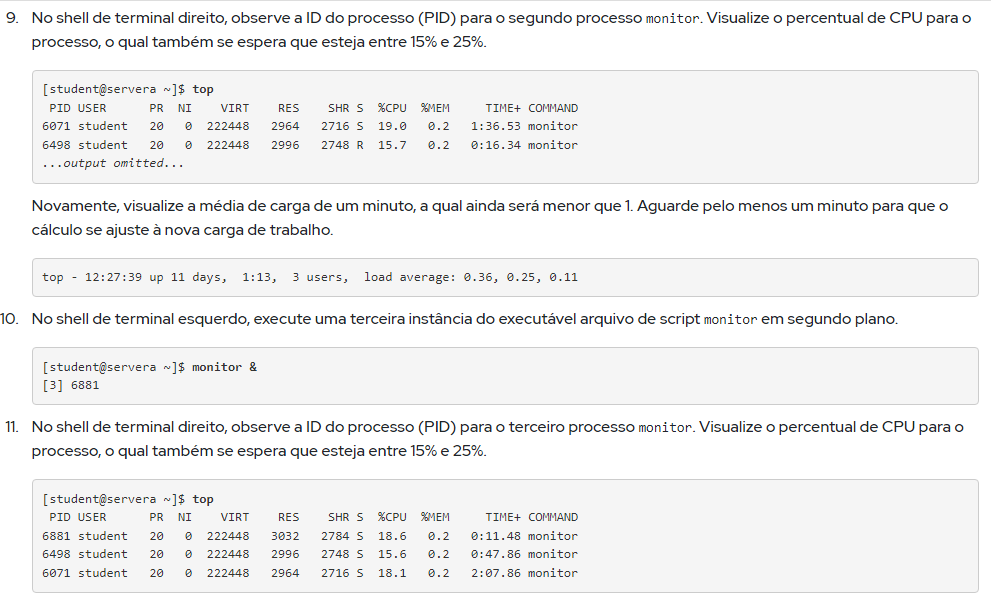 9. No shell de terminal direito, observe a ID do processo (PID) para o segundo processo monitor. Visualize o percentual de CPU para o
processo, o qual também se espera que esteja entre 15% e 25%.
[student@servera ~]$ top
PID USER PR NI VIRT RES SHR S %CPU %MEM TIME+ COMMAND
6071 student 20 0 222448 2964 2716 S 19.0 0.2 1:36.53 monitor
6498 student 20 0 222448 2996 2748 R 15.7 0.2 0:16.34 monitor
...output omitted...
Novamente, visualize a média de carga de um minuto, a qual ainda será menor que 1. Aguarde pelo menos um minuto para que o
cálculo se ajuste à nova carga de trabalho.
top - 12:27:39 up 11 days, 1:13, 3 users, load average: 0.36, 0.25, 0.11
10. No shell de terminal esquerdo, execute uma terceira instância do executável arquivo de script monitor em segundo plano.
[student@servera ~]$ monitor &
[3] 6881
11. No shell de terminal direito, observe a ID do processo (PID) para o terceiro processo monitor. Visualize o percentual de CPU para o
processo, o qual também se espera que esteja entre 15% e 25%.
[student@servera ~]$ top
PID USER PR NI VIRT RES SHR S %CPU %MEM TIME+ COMMAND
6881 student 20 0 222448 3032 2784 S 18.6 0.2 0:11.48 monitor
6498 student 20 0 222448 2996 2748 S 15.6 0.2 0:47.86 monitor
6071 student 20 0 222448 2964 2716 S 18.1 0.2 2:07.86 monitor